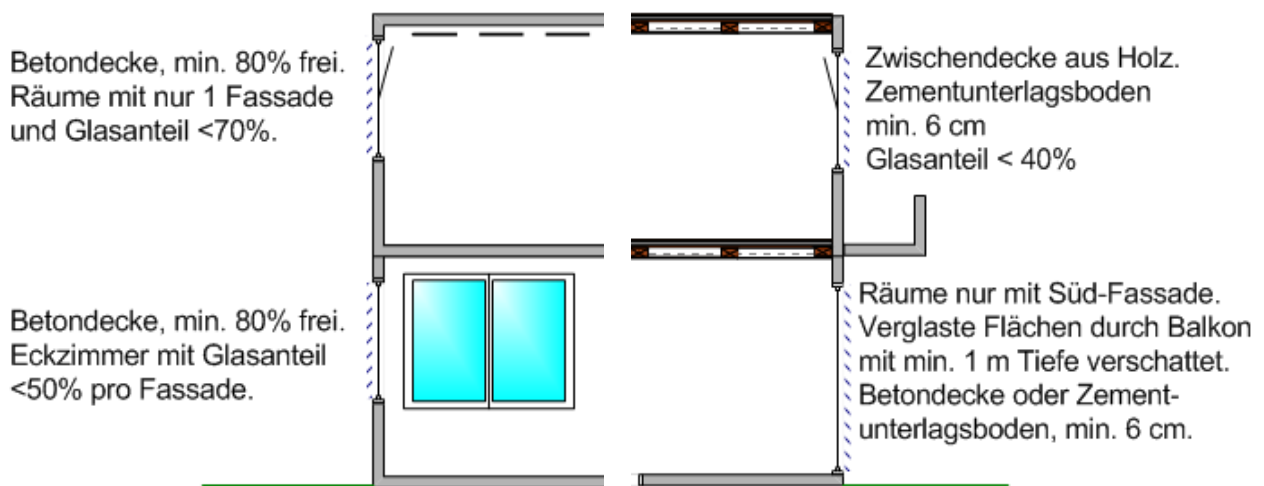 Betondecke, min. 80% frei.
Räume mit nur 1 Fassade
und Glasanteil <70%.
Zwischendecke aus Holz.
Zementunterlagsboden
min. 6 cm
Glasanteil < 40%
Betondecke, min. 80% frei.
Eckzimmer mit Glasanteil
<50% pro Fassade.
Räume nur mit Süd-Fassade.
Verglaste Flächen durch Balkon
mit min. 1 m Tiefe verschattet.
Betondecke oder Zement-
unterlagsboden, min. 6 cm.